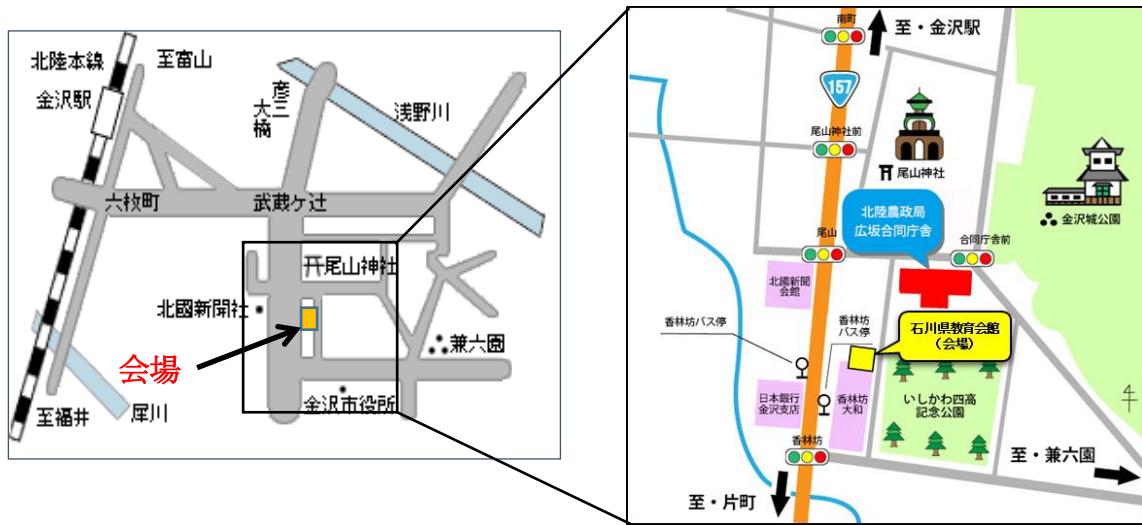 北陸本線
至富山
金沢駅
彦三
大橋
浅野川
六枚町
武蔵ケ辻
尾山神社
北國新聞社
会場
兼六園
金沢市役所
至福井
犀川
南町
至・金沢駅
157
尾山神社前
尾山神社
金沢城公園
北陸農政局
広坂合同庁舎
尾山
合同庁舎前
北國新聞
会館
香林坊バス停
香林坊
バス停
石川県教育会館
(会場)
日本銀行
金沢支店
香林坊
大和
いしかわ四高
記念公園
香林坊
至・兼六園
至・片町